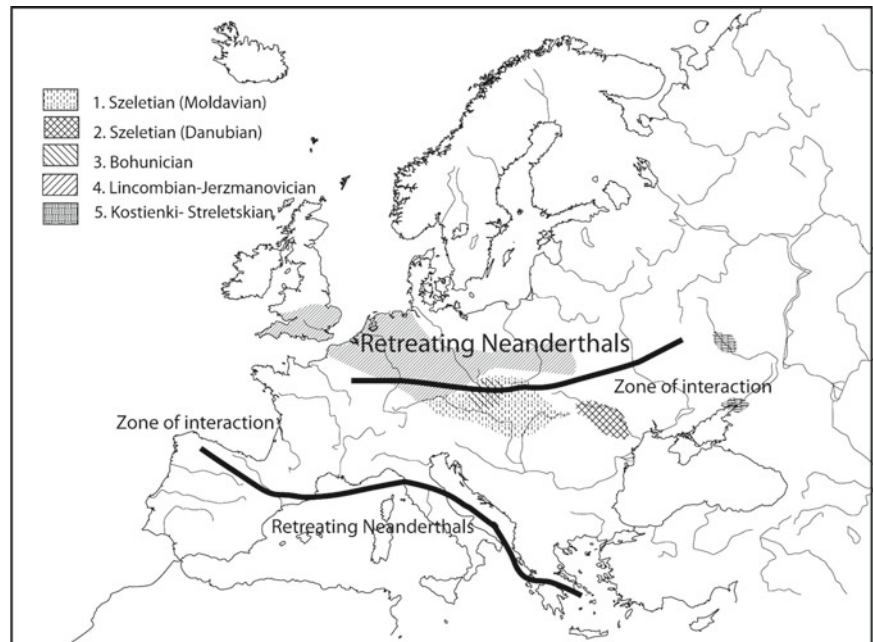 1. Szeletian (Moldavian)
2. Szeletian (Danubian)
3. Bohunician
4. Lincombian-Jerzmanovician
5. Kostienki- Streletskian
Retreating Neanderthals
Zone of interaction
Zone of interaction
Retreating Neanderthals